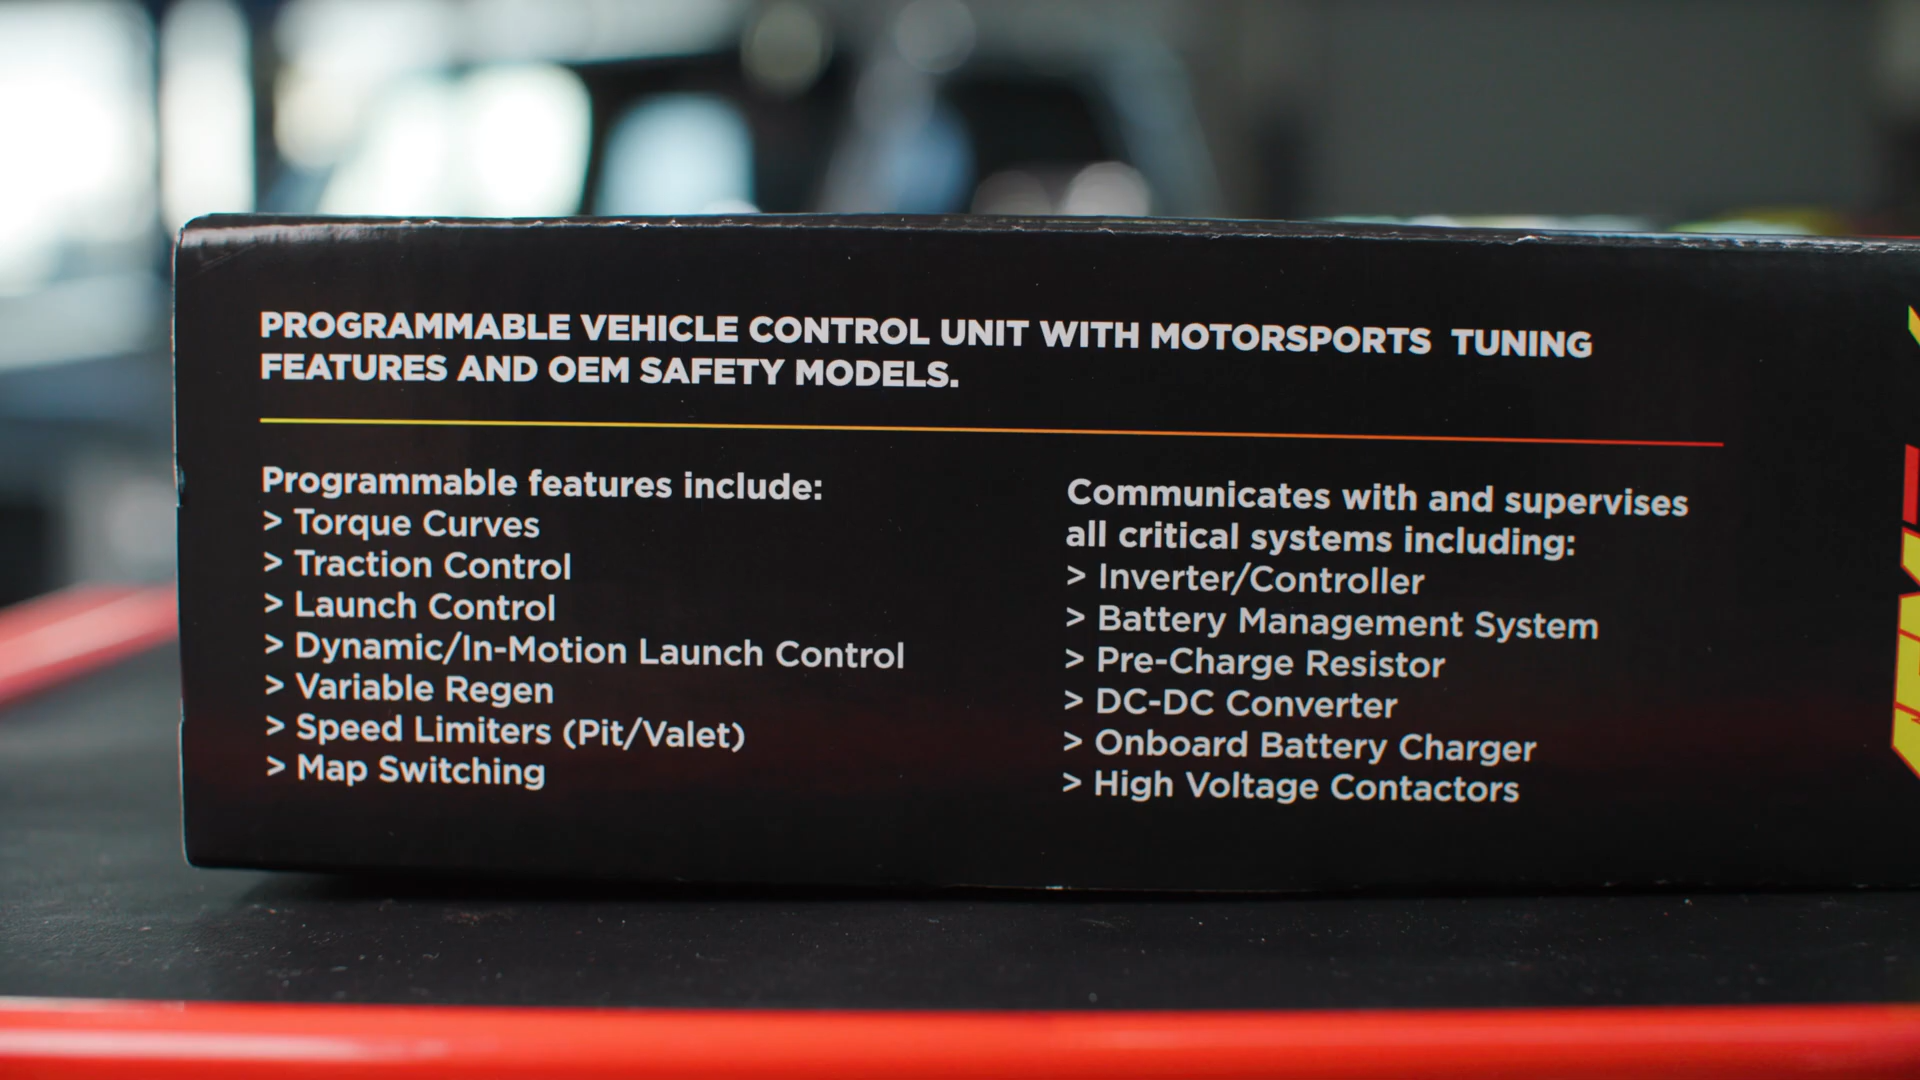 PROGRAMMABLE VEHICLE CONTROL UNIT WITH MOTORSPORTS TUNING
FEATURES AND OEM SAFETY MODELS.
Programmable features include:
> Torque Curves
> Traction Control
> Launch Control
> Dynamic/In-Motion Launch Control
> Variable Regen
> Speed Limiters (Pit/Valet)
> Map Switching
Communicates with and supervises
all critical systems including:
> Inverter/Controller
> Battery Management System
> Pre-Charge Resistor
> DC-DC Converter
> Onboard Battery Charger
> High Voltage Contactors